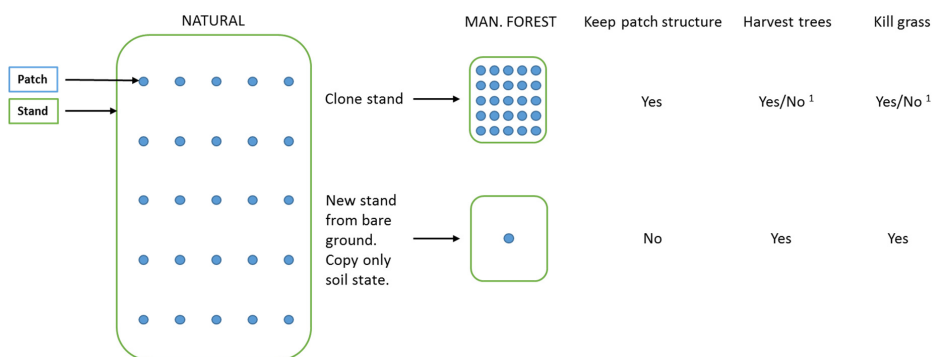 NATURAL
MAN. FOREST
Keep patch structure
Harvest trees
Kill grass
Patch
Stand
Clone stand
Yes
Yes/No 1
Yes/No 1
New stand
from bare
ground.
Copy only
soil state.
No
Yes
Yes